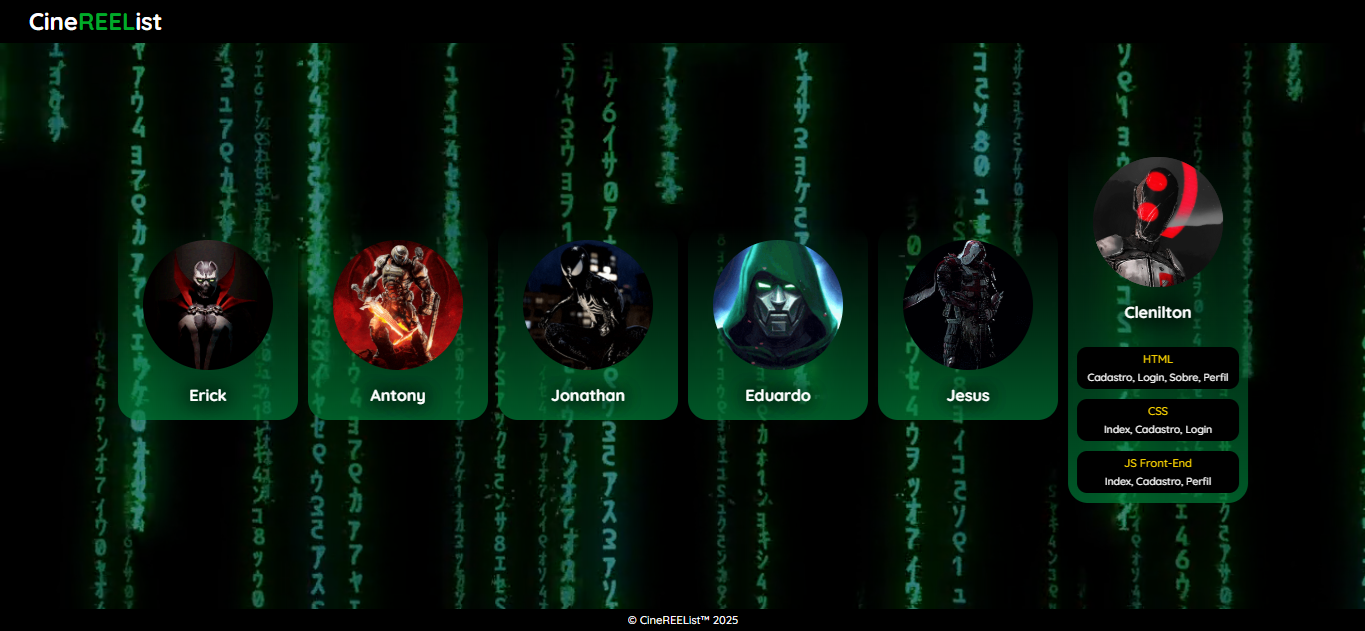 CineREEList
Erick
Antony
Jonathan
Eduardo
Jesus
Clenilton
HTML
Cadastro, Login, Sobre, Perfil
CSS
Index, Cadastro, Login
JS Front-End
Index, Cadastro, Perfil
© CineREEList™ 2025